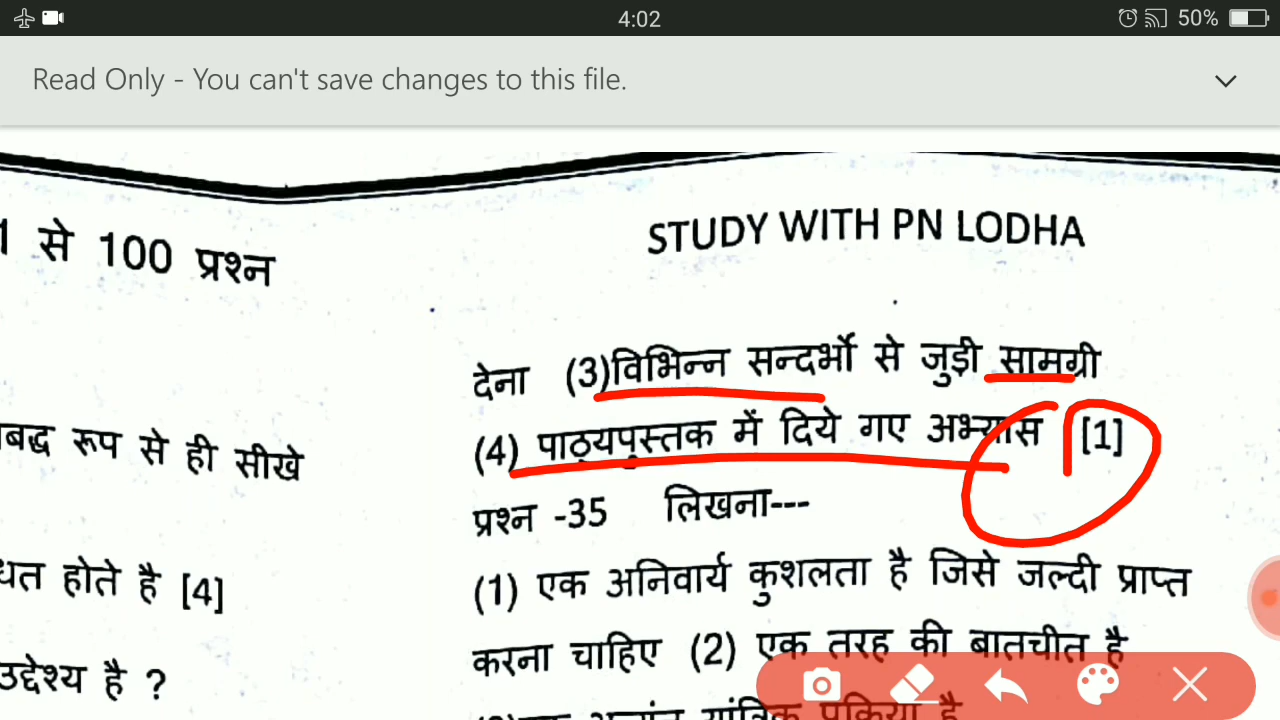 4:02
50%
Read Only - You can't save changes to this file.
1 से 100 प्रश्न
STUDY WITH PN LODHA
बद्ध रूप से ही सीखे
होते है [4]
उद्देश्य है ?
देना (3)विभिन्न सन्दर्भो से जुड़ी सामग्री
(4) पाठ्यपुस्तक में दिये गए अभ्यास [1]
प्रश्न -35 लिखना---
(1) एक अनिवार्य कुशलता है जिसे जल्दी प्राप्त
करना चाहिए (2) एक तरह की बातचीत है